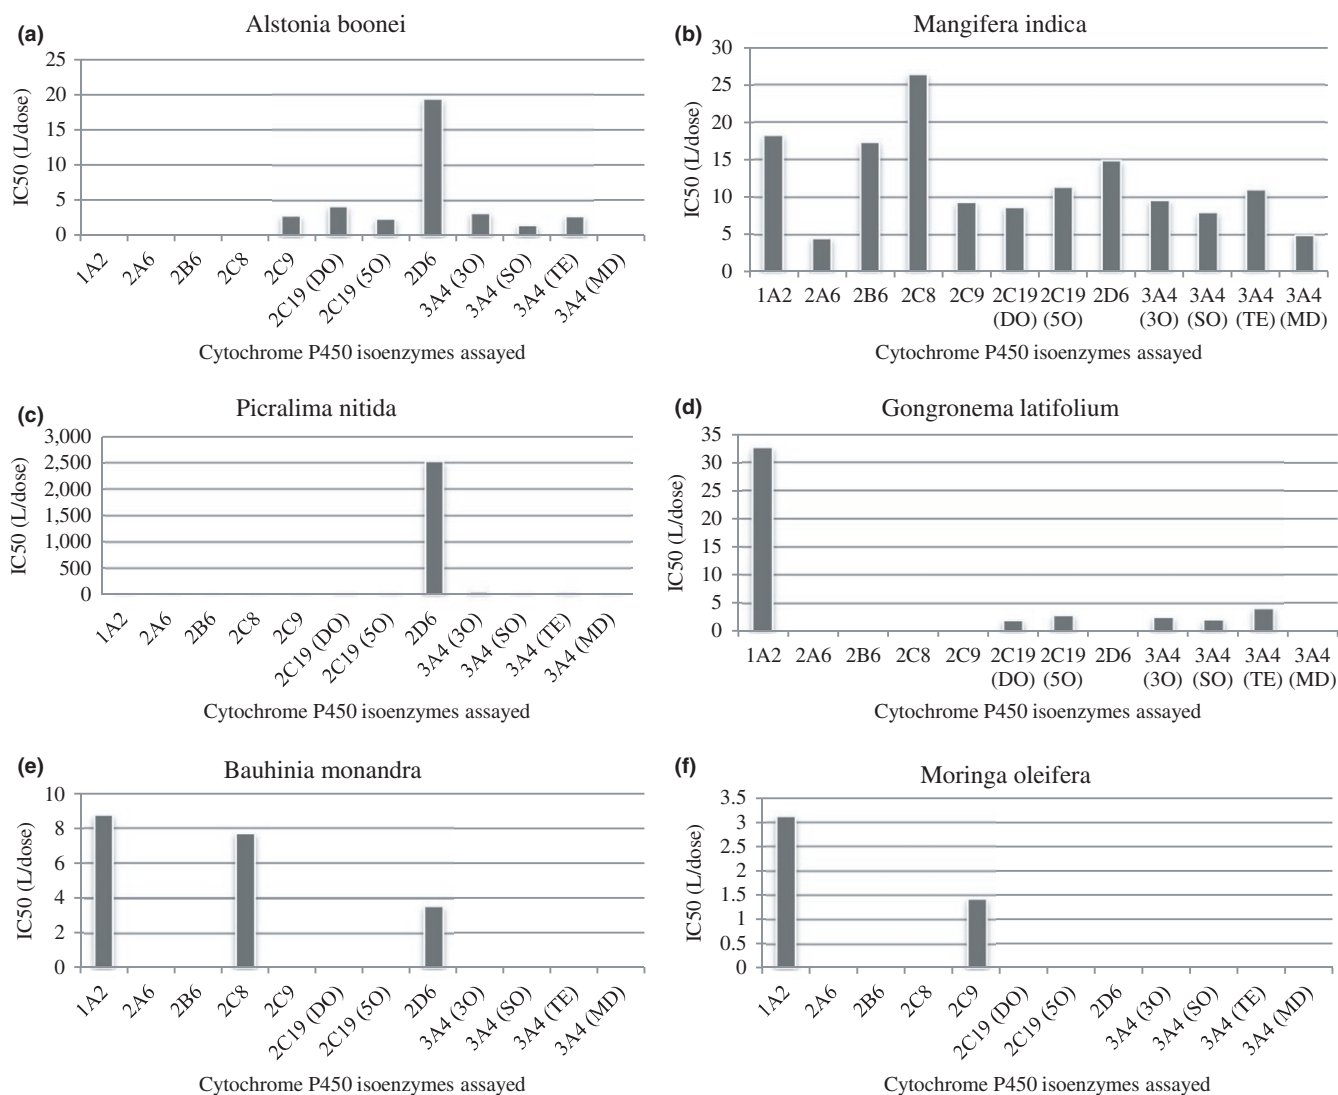 (a)
Alstonia boonei
IC50 (L/dose)
25
20
15
10
5
0
1A2
2A6
2B6
2C8
2C9
2C19 (DO)
2C19 (5O)
2D6
3A4 (3O)
3A4 (SO)
3A4 (TE)
3A4 (MD)
Cytochrome P450 isoenzymes assayed
(b)
Mangifera indica
IC50 (L/dose)
30
25
20
15
10
5
0
1A2 2A6 2B6 2C8 2C9 2C19 2C19 2D6 3A4 3A4 3A4 3A4
(DO) (5O) (3O) (SO) (TE) (MD)
Cytochrome P450 isoenzymes assayed
(c)
Picralima nitida
IC50 (L/dose)
3,000
2,500
2,000
1,500
1,000
500
0
1A2
2A6
2B6
2C8
2C9
2C19 (DO)
2C19 (5O)
2D6
3A4 (3O)
3A4 (SO)
3A4 (TE)
3A4 (MD)
Cytochrome P450 isoenzymes assayed
(d)
Gongronema latifolium
IC50 (L/dose)
35
30
25
20
15
10
5
0
1A2 2A6 2B6 2C8 2C9 2C19 2C19 2D6 3A4 3A4 3A4 3A4
(DO) (5O) (3O) (SO) (TE) (MD)
Cytochrome P450 isoenzymes assayed
(e)
Bauhinia monandra
IC50 (L/dose)
10
8
6
4
2
0
1A2
2A6
2B6
2C8
2C9
2C19 (DO)
2C19 (5O)
2D6
3A4 (3O)
3A4 (SO)
3A4 (TE)
3A4 (MD)
Cytochrome P450 isoenzymes assayed
(f)
Moringa oleifera
IC50 (L/dose)
3.5
3
2.5
2
1.5
1
0.5
0
1A2
2A6
2B6
2C8
2C9
2C19 (DO)
2C19 (5O)
2D6
3A4 (3O)
3A4 (SO)
3A4 (TE)
3A4 (MD)
Cytochrome P450 isoenzymes assayed